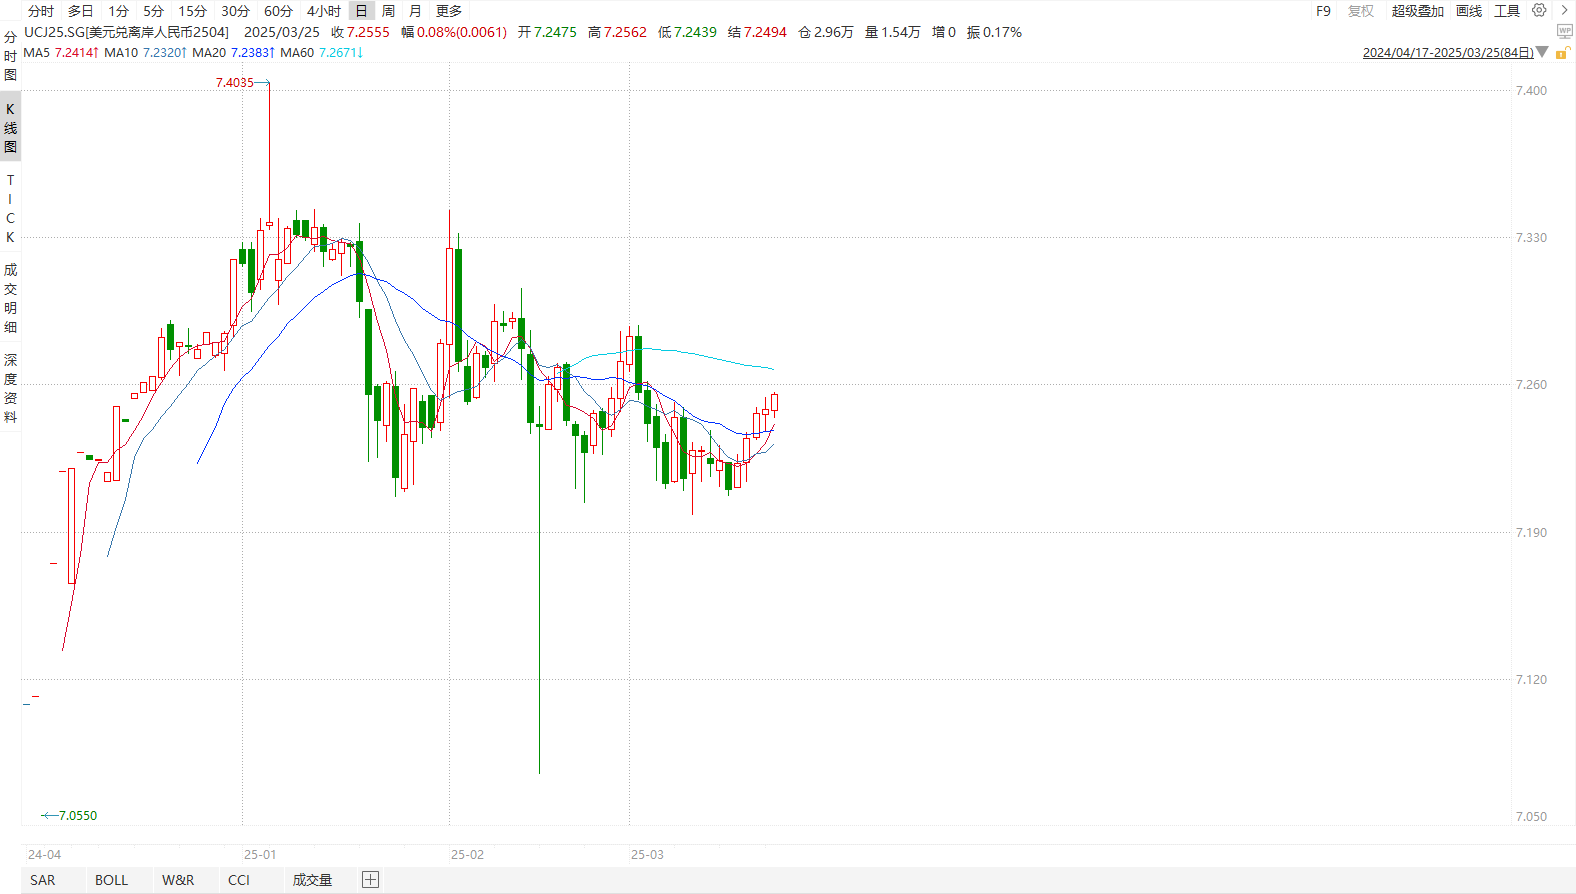 分时 多日 1分 5分 15分 30分 60分 4小时 日 周 月 更多 F9 复权 超级叠加 画线 工具
UCJ25.SG[美元兑离岸人民币2504] 2025/03/25 收7.2555 幅0.08%(0.0061) 开7.2475 高7.2562 低7.2439 结7.2494 仓2.96万 量1.54万 增0 振0.17%
WP
MA5 7.2414↑ MA10 7.2320↑ MA20 7.2383↑ MA60 7.2671↓
2024/04/17-2025/03/25(84日)
分时图
K线图
TICK
成交明细
深度资料
7.4035
7.400
7.330
7.260
7.190
7.120
7.0550
7.050
24-04 25-01 25-02 25-03
SAR BOLL W&R CCI 成交量